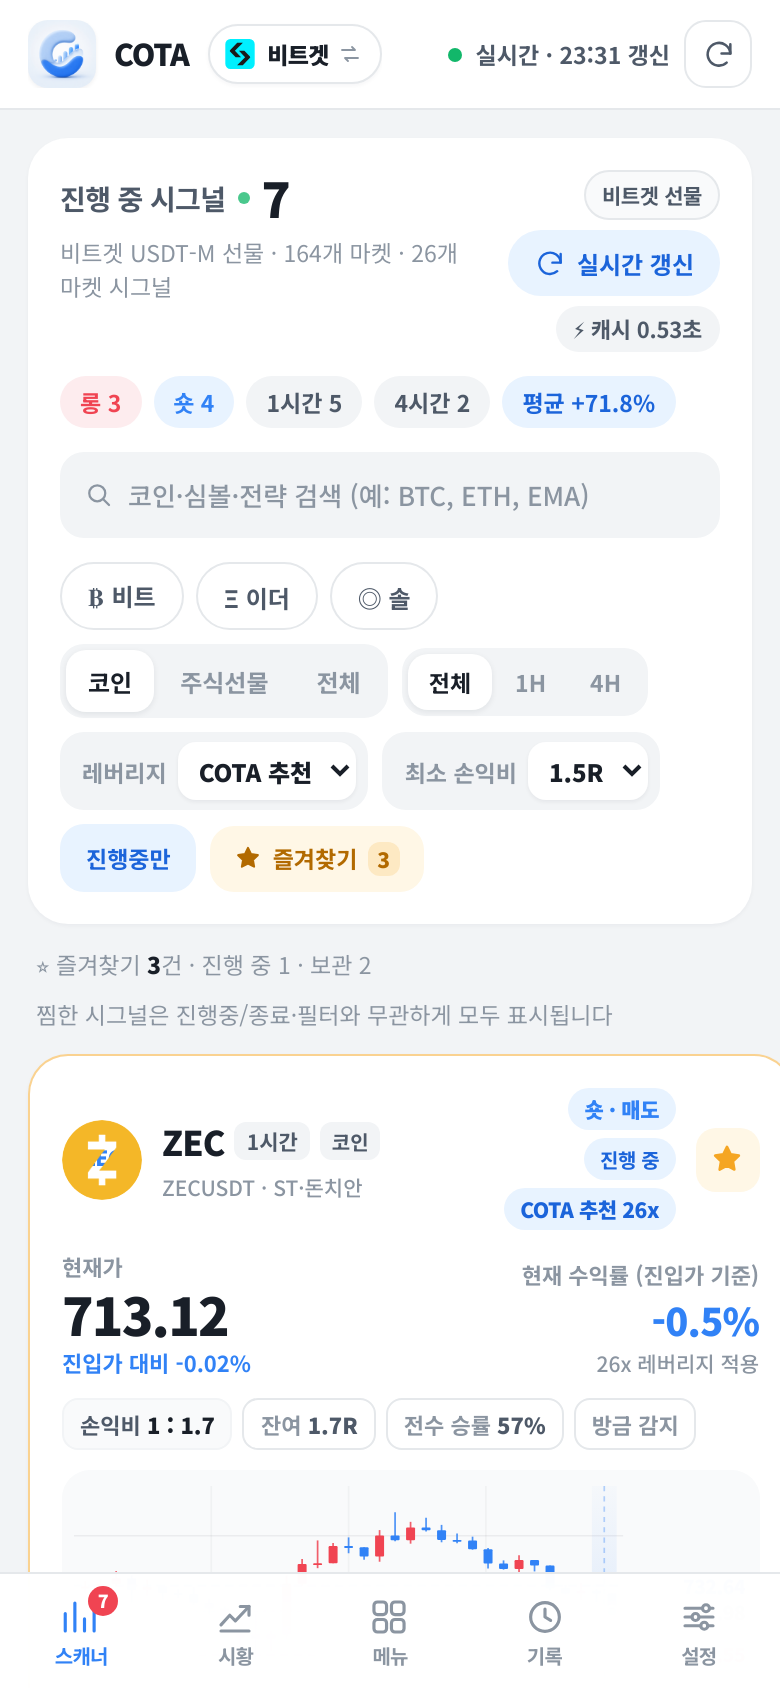 COTA 비트겟 실시간 · 23:31 갱신
진행 중 시그널 7 비트겟 선물
비트겟 USDT-M 선물 · 164개 마켓 · 26개
마켓 시그널
실시간 갱신
⚡ 캐시 0.53초
롱 3 숏 4 1시간 5 4시간 2 평균 +71.8%
코인·심볼·전략 검색 (예: BTC, ETH, EMA)
₿ 비트 Ξ 이더 ◎ 솔
코인 주식선물 전체 전체 1H 4H
레버리지 COTA 추천 최소 손익비 1.5R
진행중만 ★ 즐겨찾기 3
☆ 즐겨찾기 3건 · 진행 중 1 · 보관 2
찜한 시그널은 진행중/종료·필터와 무관하게 모두 표시됩니다
숏 · 매도
ZEC 1시간 코인
진행 중
ZECUSDT · ST·돈치안
COTA 추천 26x
현재가
현재 수익률 (진입가 기준)
713.12
-0.5%
진입가 대비 -0.02%
26x 레버리지 적용
손익비 1 : 1.7 잔여 1.7R 전수 승률 57% 방금 감지
7
스캐너 시황 메뉴 기록 설정